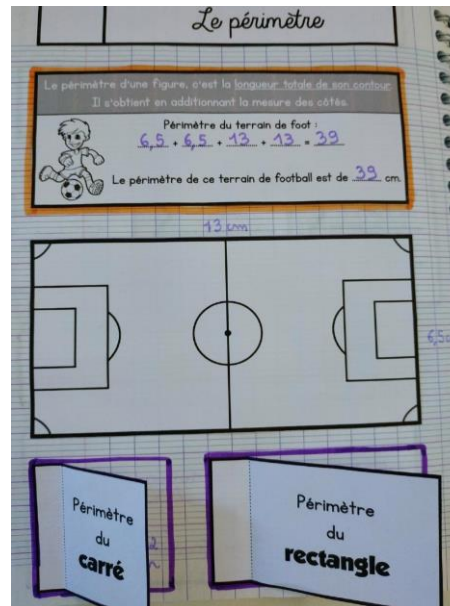 Le périmètre
Le périmètre d'une figure, c'est la longueur totale de son contour
Il s'obtient en additionnant la mesure des côtés.
Périmètre du terrain de foot :
6,5 + 6,5 + 13 + 13 = 39
Le périmètre de ce terrain de football est de 39 cm.
13 cm
6,5
Périmètre
du
carré
Périmètre
du
rectangle